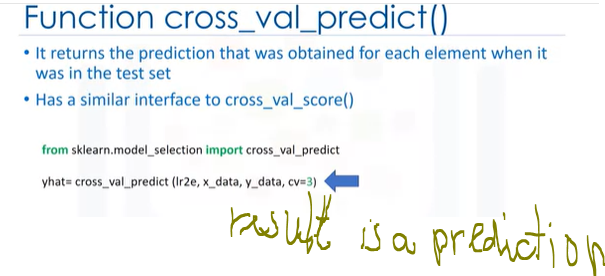 Function cross_val_predict()
• It returns the prediction that was obtained for each element when it
was in the test set
• Has a similar interface to cross_val_score()
from sklearn.model_selection import cross_val_predict
yhat= cross_val_predict (lr2e, x_data, y_data, cv=3)
result is a prediction